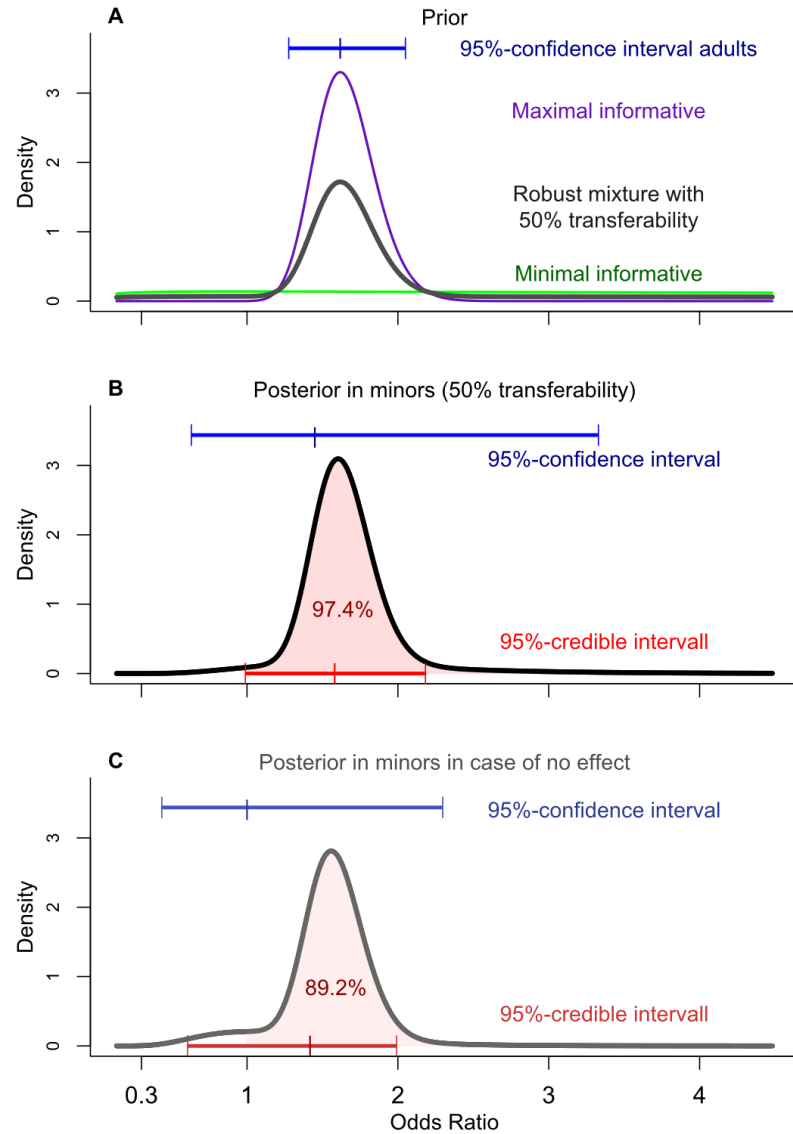 A
Prior
95%-confidence interval adults
Maximal informative
Robust mixture with
50% transferability
Minimal informative
Density
0
1
2
3
B
Posterior in minors (50% transferability)
95%-confidence interval
97.4%
95%-credible intervall
Density
0
1
2
3
C
Posterior in minors in case of no effect
95%-confidence interval
89.2%
95%-credible intervall
Density
0
1
2
3
0.3 1 2 3 4
Odds Ratio